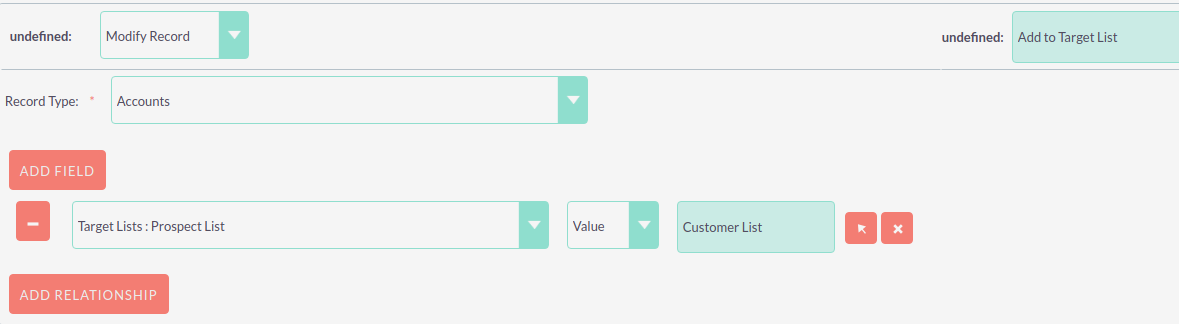 undefined: Modify Record undefined: Add to Target List
Record Type: * Accounts
ADD FIELD
Target Lists : Prospect List Value Customer List
ADD RELATIONSHIP